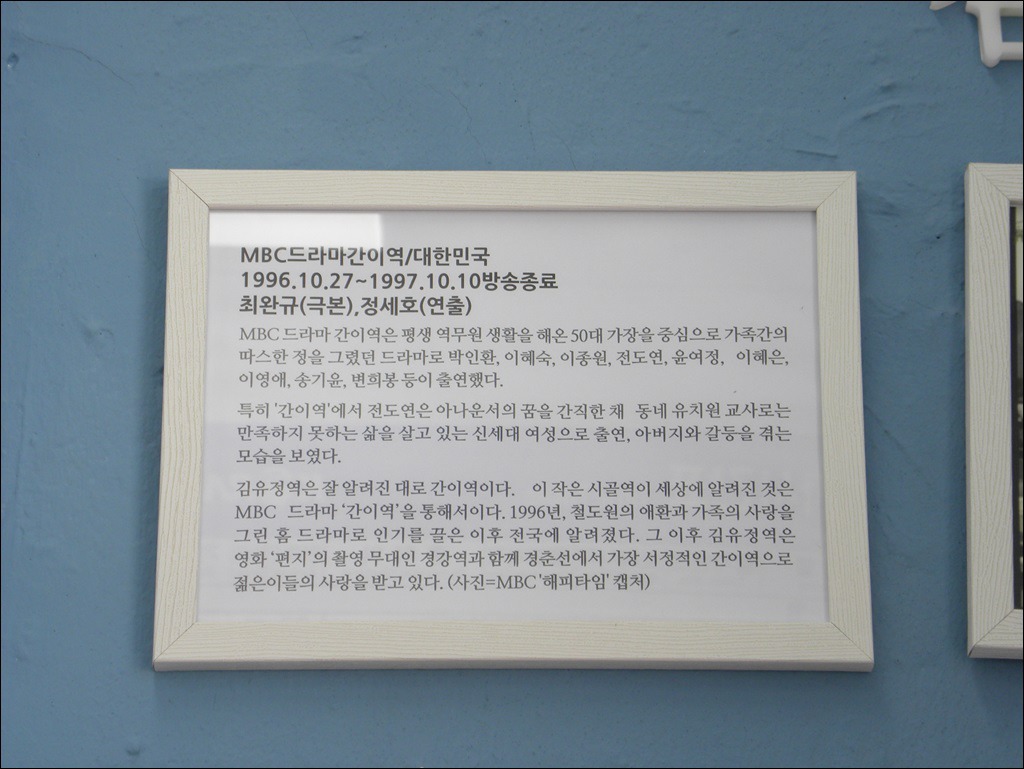 MBC드라마간이역/대한민국
1996.10.27~1997.10.10방송종료
최완규(극본),정세호(연출)
MBC 드라마 간이역은 평생 역무원 생활을 해온 50대 가장을 중심으로 가족간의
따스한 정을 그렸던 드라마로 박인환, 이혜숙, 이종원, 전도연, 윤여정, 이혜은,
이영애, 송기윤, 변희봉 등이 출연했다.
특히 '간이역'에서 전도연은 아나운서의 꿈을 간직한 채 동네 유치원 교사로는
만족하지 못하는 삶을 살고 있는 신세대 여성으로 출연, 아버지와 갈등을 겪는
모습을 보였다.
김유정역은 잘 알려진 대로 간이역이다. 이 작은 시골역이 세상에 알려진 것은
MBC 드라마 ‘간이역’을 통해서이다. 1996년, 철도원의 애환과 가족의 사랑을
그린 홈 드라마로 인기를 끌은 이후 전국에 알려졌다. 그 이후 김유정역은
영화 ‘편지’의 촬영 무대인 경강역과 함께 경춘선에서 가장 서정적인 간이역으로
젊은이들의 사랑을 받고 있다. (사진=MBC '해피타임' 캡처)